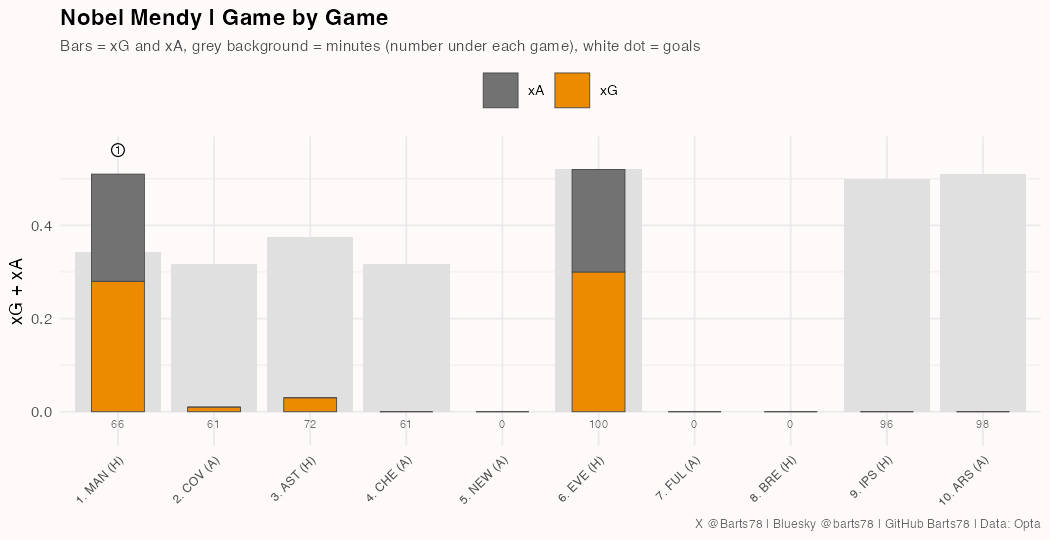 Nobel Mendy | Game by Game
Bars = xG and xA, grey background = minutes (number under each game), white dot = goals
xA xG
1
xG + xA
0.4
0.2
0.0
66 61 72 61 0 100 0 0 96 98
1. MAN (H) 2. COV (A) 3. AST (H) 4. CHE (A) 5. NEW (A) 6. EVE (H) 7. FUL (A) 8. BRE (H) 9. IPS (H) 10. ARS (A)
X @Barts78 | Bluesky @barts78 | GitHub Barts78 | Data: Opta